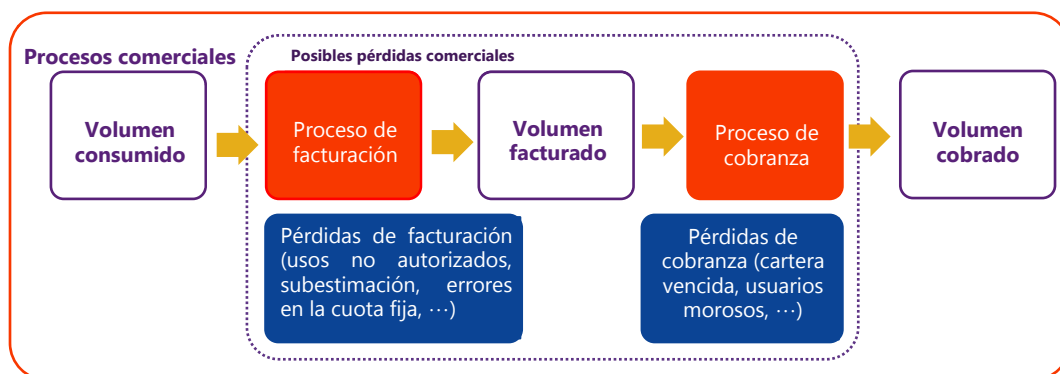 Procesos comerciales
Posibles pérdidas comerciales
Volumen
consumido
Proceso de
facturación
Volumen
facturado
Proceso de
cobranza
Volumen
cobrado
Pérdidas de facturación
(usos no autorizados,
subestimación, errores
en la cuota fija, ⋯)
Pérdidas de
cobranza (cartera
vencida, usuarios
morosos, ⋯)